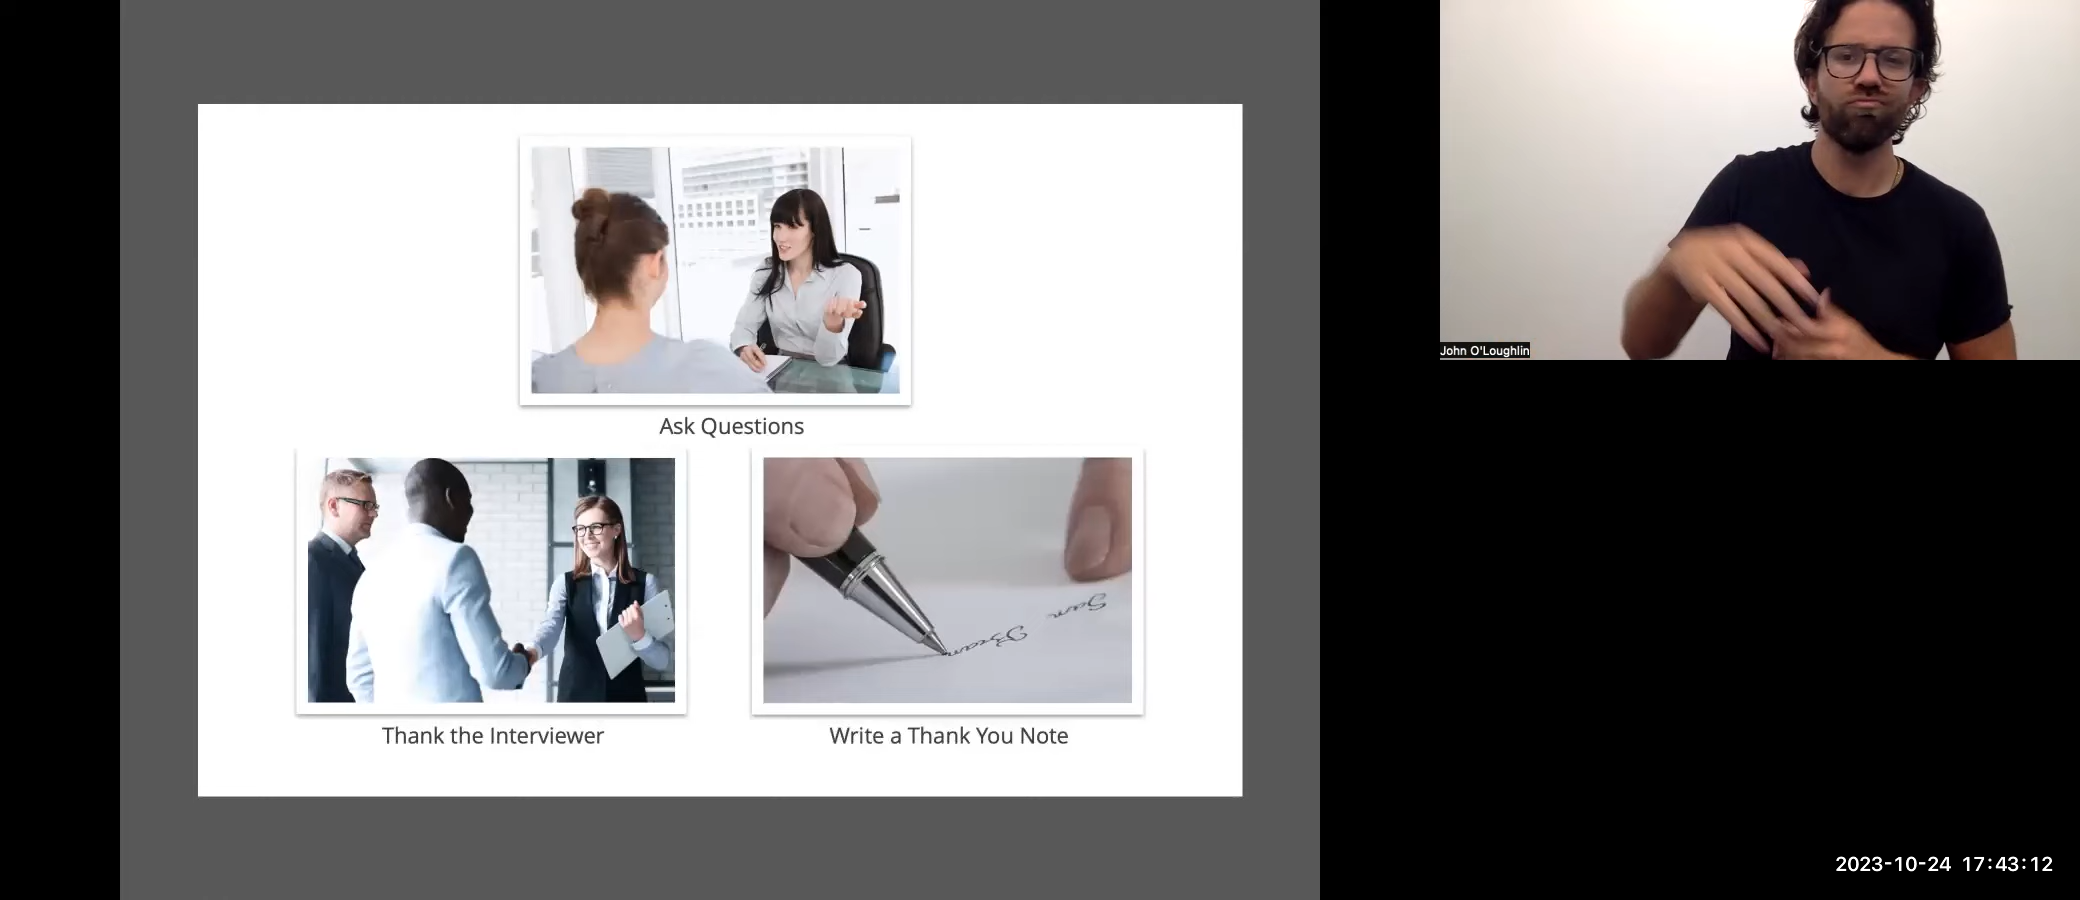 Ask Questions
Thank the Interviewer
Write a Thank You Note
John O'Loughlin
2023-10-24 17:43:12